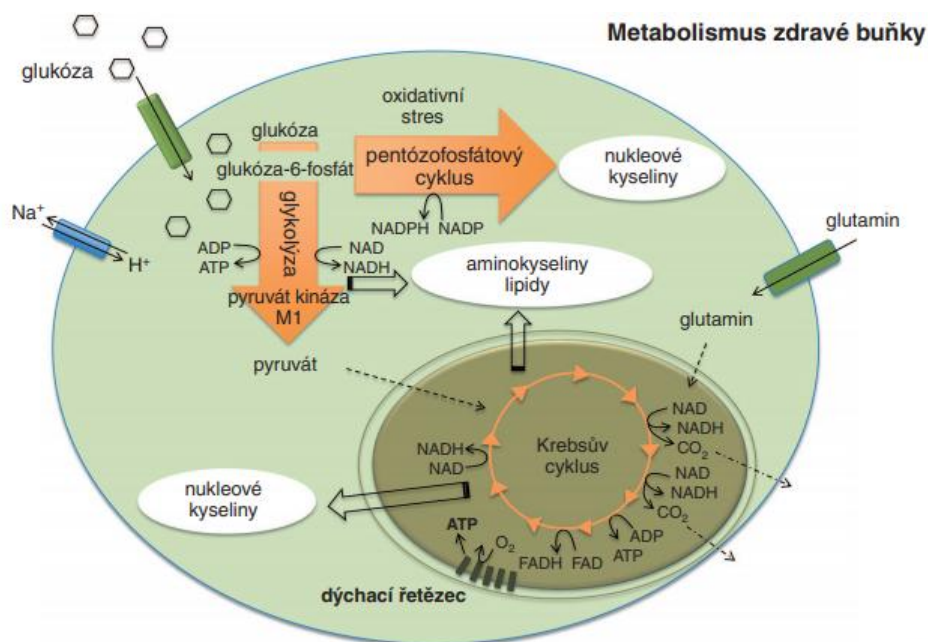 Metabolismus zdravé buňky
glukóza
oxidativní
stres
glukóza
glukóza-6-fosfát
pentózofosfátový
cyklus
nukleové
kyseliny
glykolýza
NADPH NADP
Na⁺
H⁺
ADP
ATP
NAD
NADH
glutamin
aminokyseliny
lipidy
pyruvát kináza
M1
glutamin
pyruvát
Krebsův
cyklus
NAD
NADH
CO₂
NAD
NADH
CO₂
NADH
NAD
nukleové
kyseliny
ATP
O₂
FADH FAD
ADP
ATP
dýchací řetězec